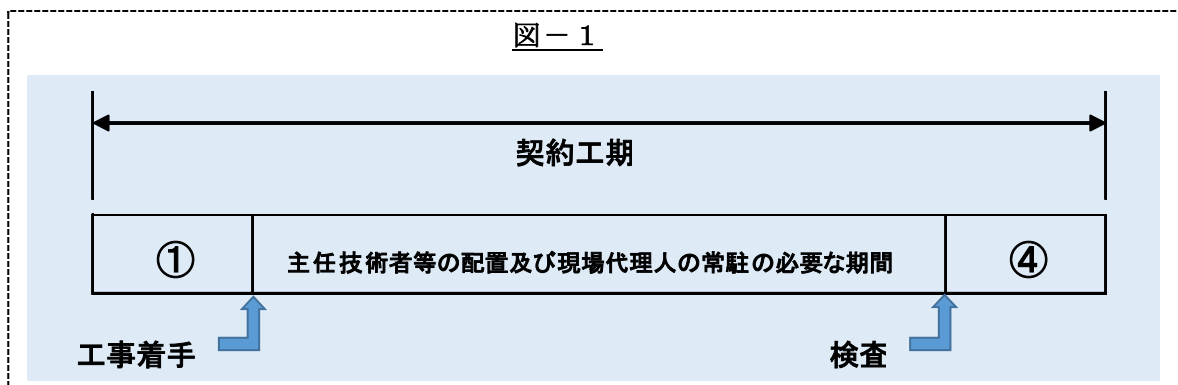 図－１
契約工期
①
主任技術者等の配置及び現場代理人の常駐の必要な期間
④
工事着手
検査